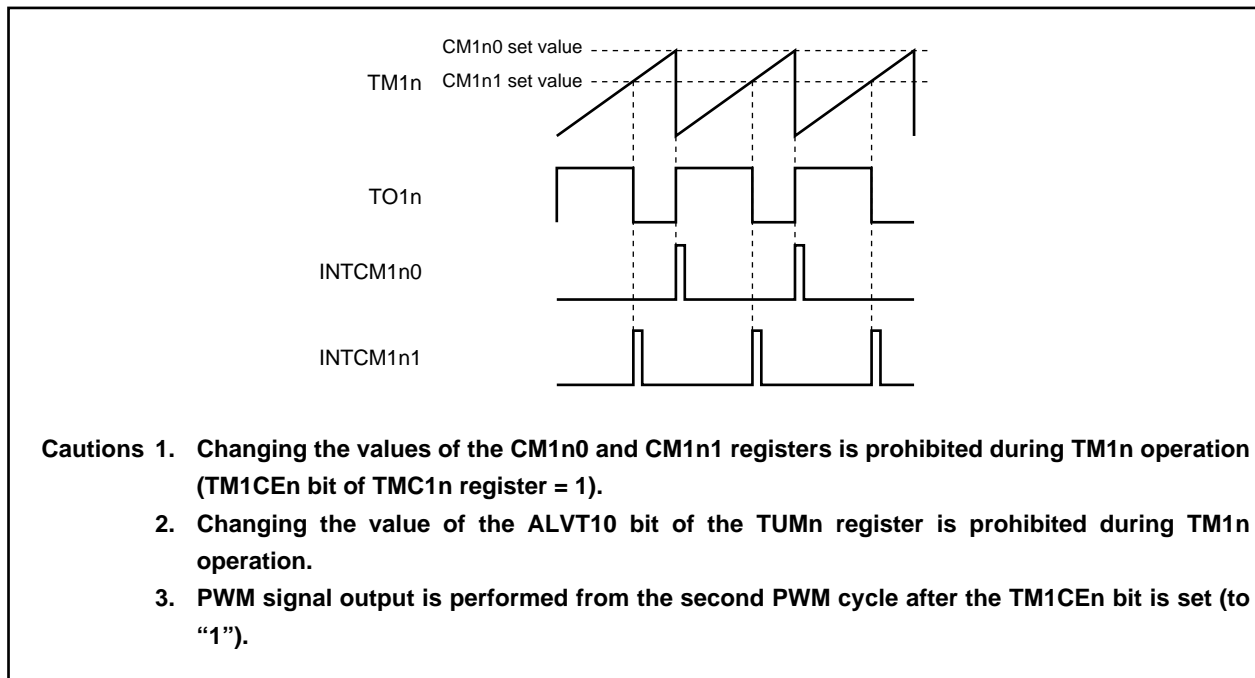 CM1n0 set value
TM1n
CM1n1 set value
TO1n
INTCM1n0
INTCM1n1
Cautions 1. Changing the values of the CM1n0 and CM1n1 registers is prohibited during TM1n operation
(TM1CEn bit of TMC1n register = 1).
2. Changing the value of the ALVT10 bit of the TUMn register is prohibited during TM1n
operation.
3. PWM signal output is performed from the second PWM cycle after the TM1CEn bit is set (to
“1”).